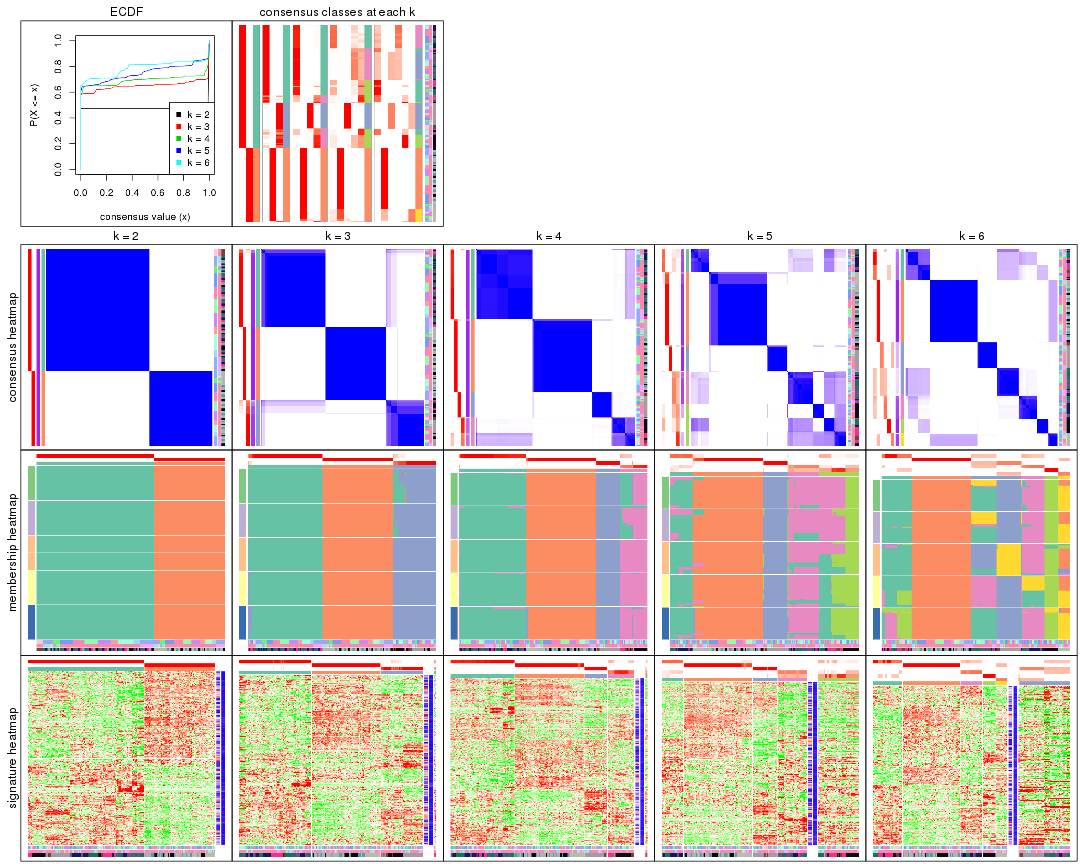 ECDF
consensus classes at each k
P(X <= x)
0.0 0.2 0.4 0.6 0.8 1.0
k = 2
k = 3
k = 4
k = 5
k = 6
0.0 0.2 0.4 0.6 0.8 1.0
consensus value (x)
k = 2
k = 3
k = 4
k = 5
k = 6
consensus heatmap
membership heatmap
signature heatmap